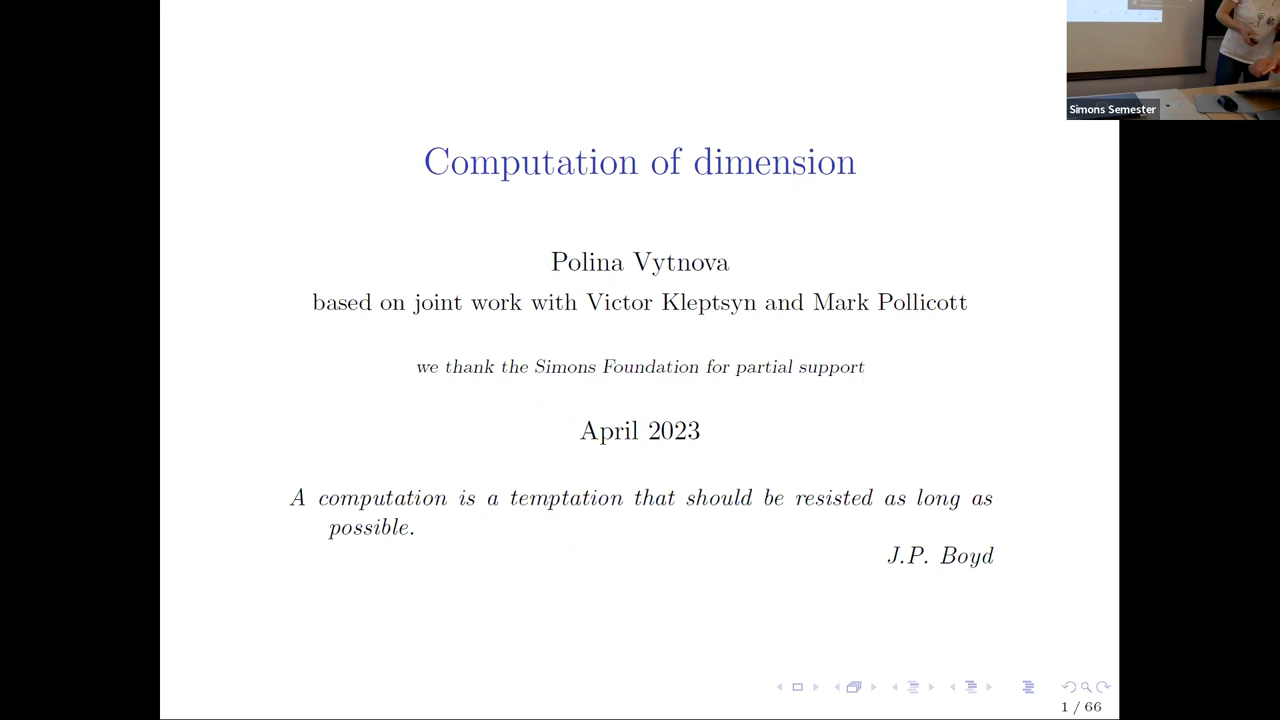 Simons Semester
Computation of dimension
Polina Vytnova
based on joint work with Victor Kleptsyn and Mark Pollicott
we thank the Simons Foundation for partial support
April 2023
A computation is a temptation that should be resisted as long as
possible.
J.P. Boyd
1 / 66